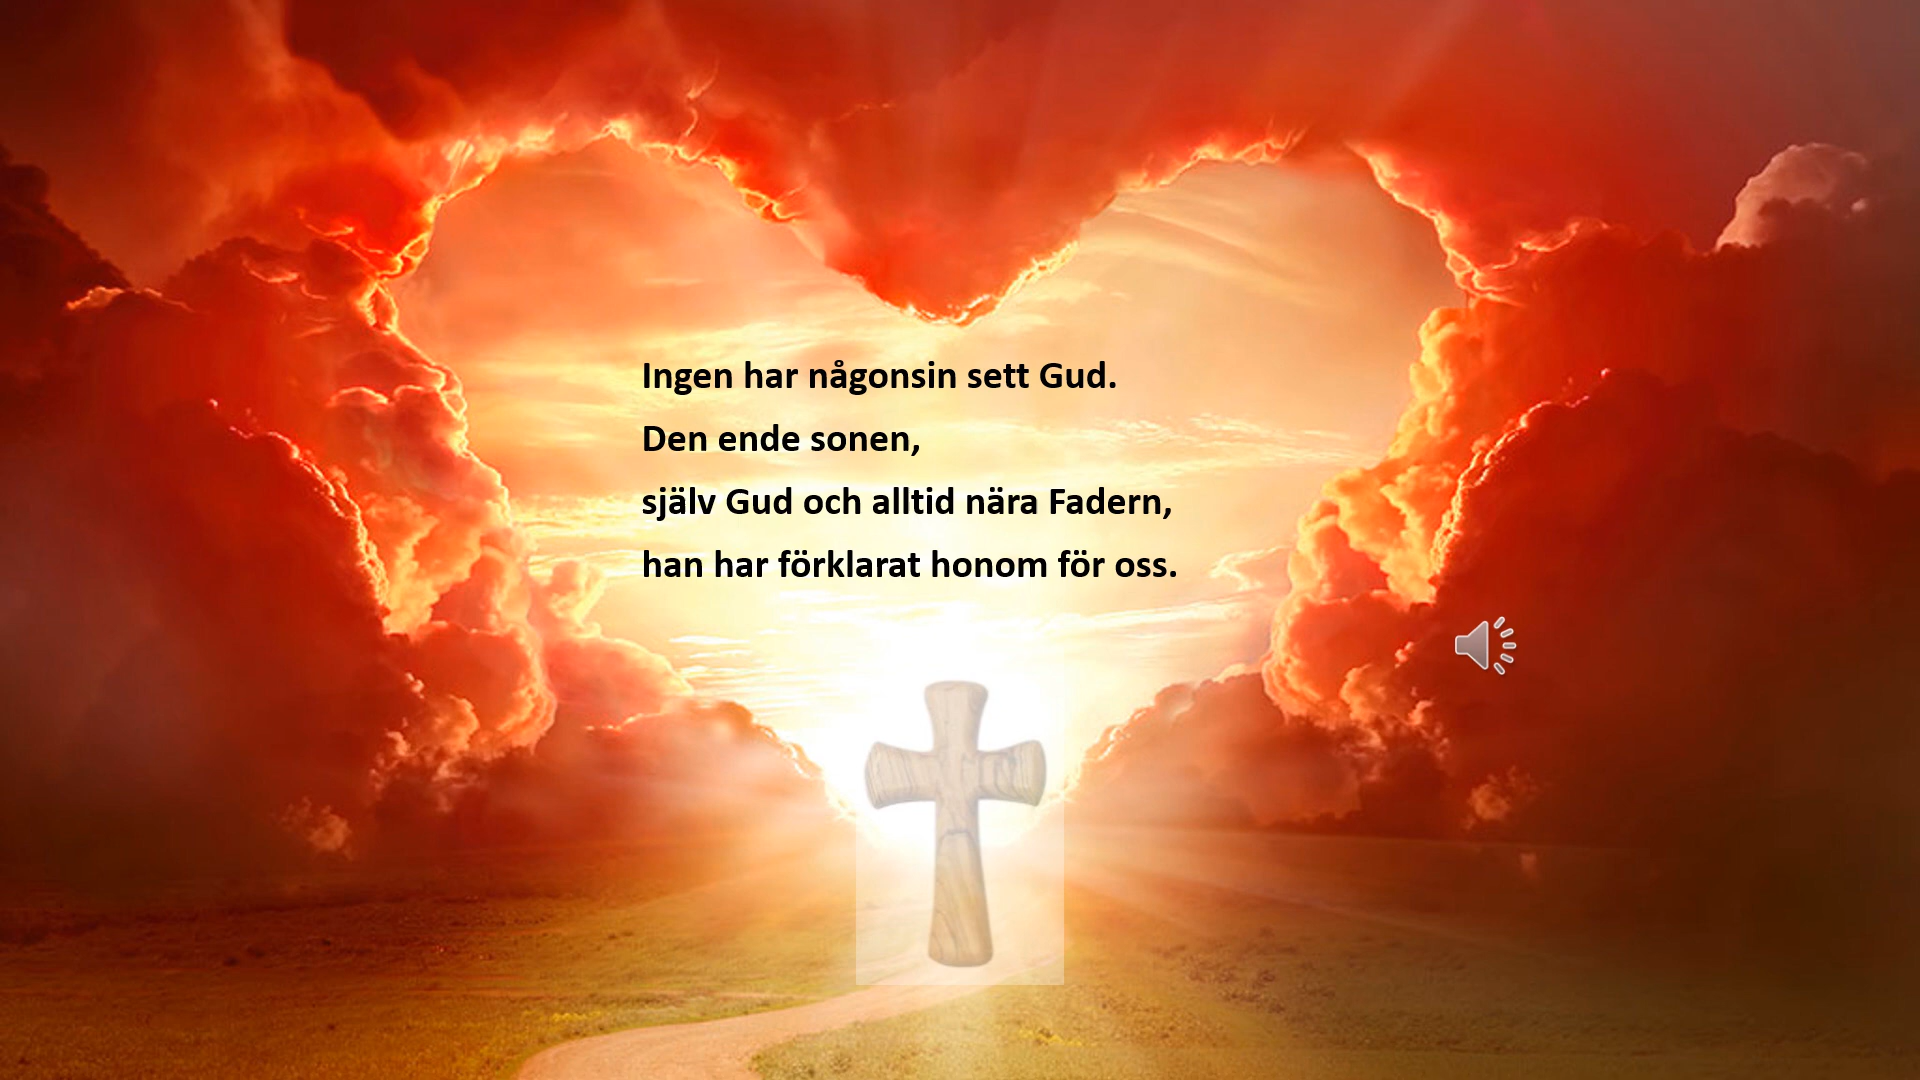 Ingen har någonsin sett Gud.
Den ende sonen,
själv Gud och alltid nära Fadern,
han har förklarat honom för oss.